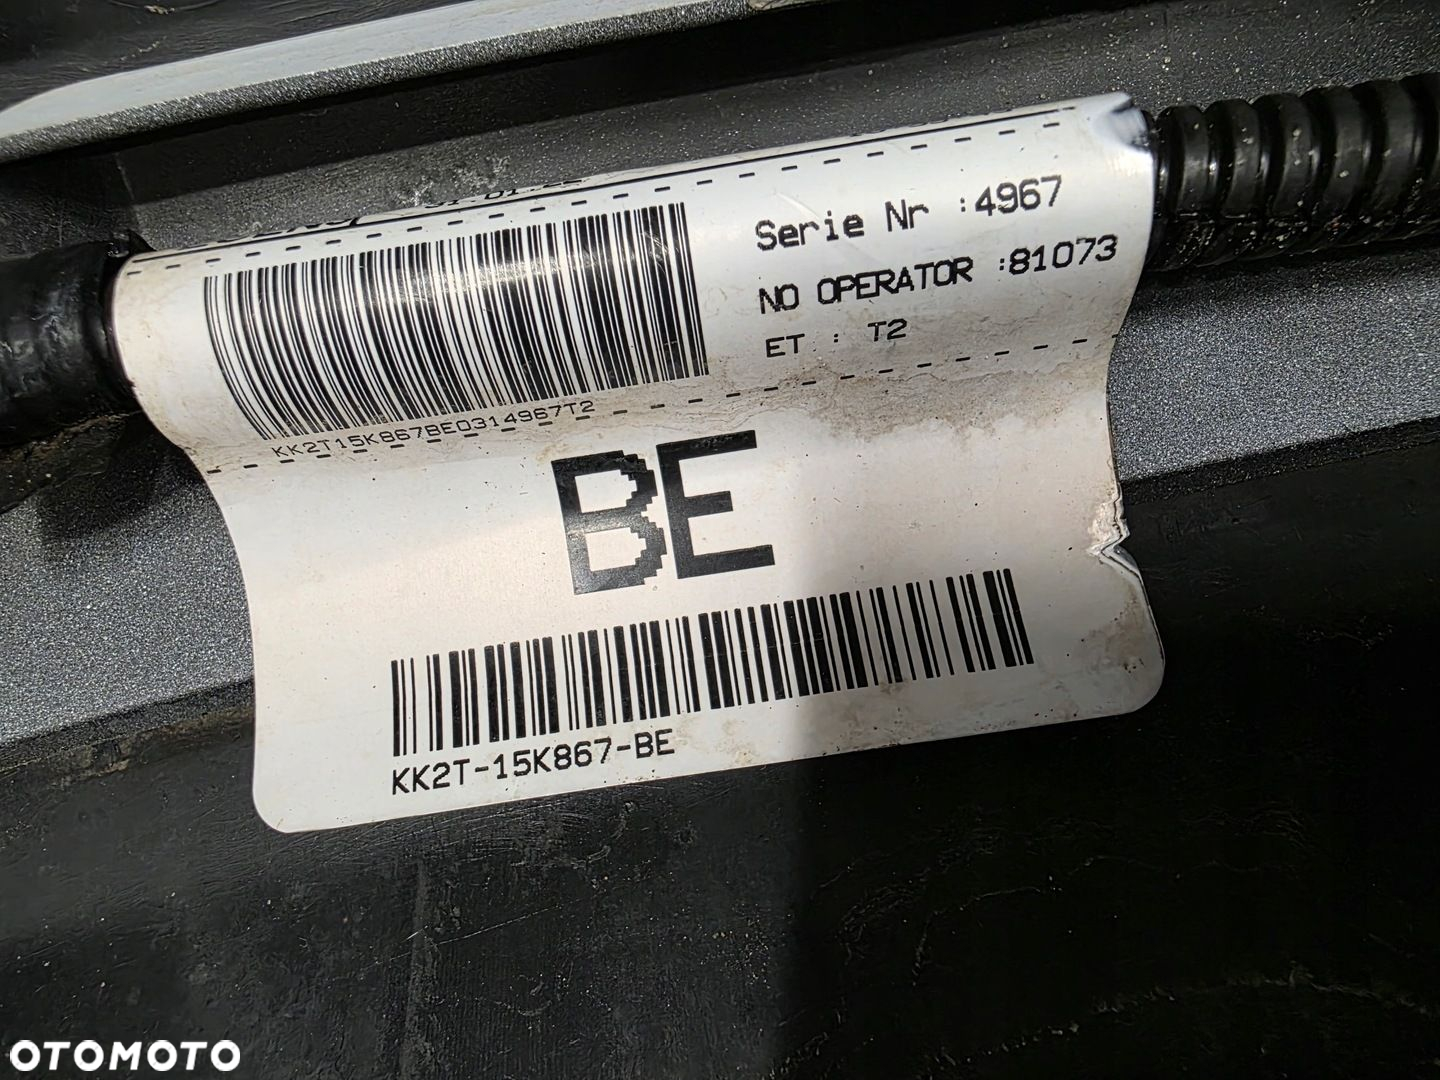 Serie Nr :4967
NO OPERATOR :81073
ET : T2
KK2T15K867BE0314967T2
BE
KK2T-15K867-BE
OTOMOTO